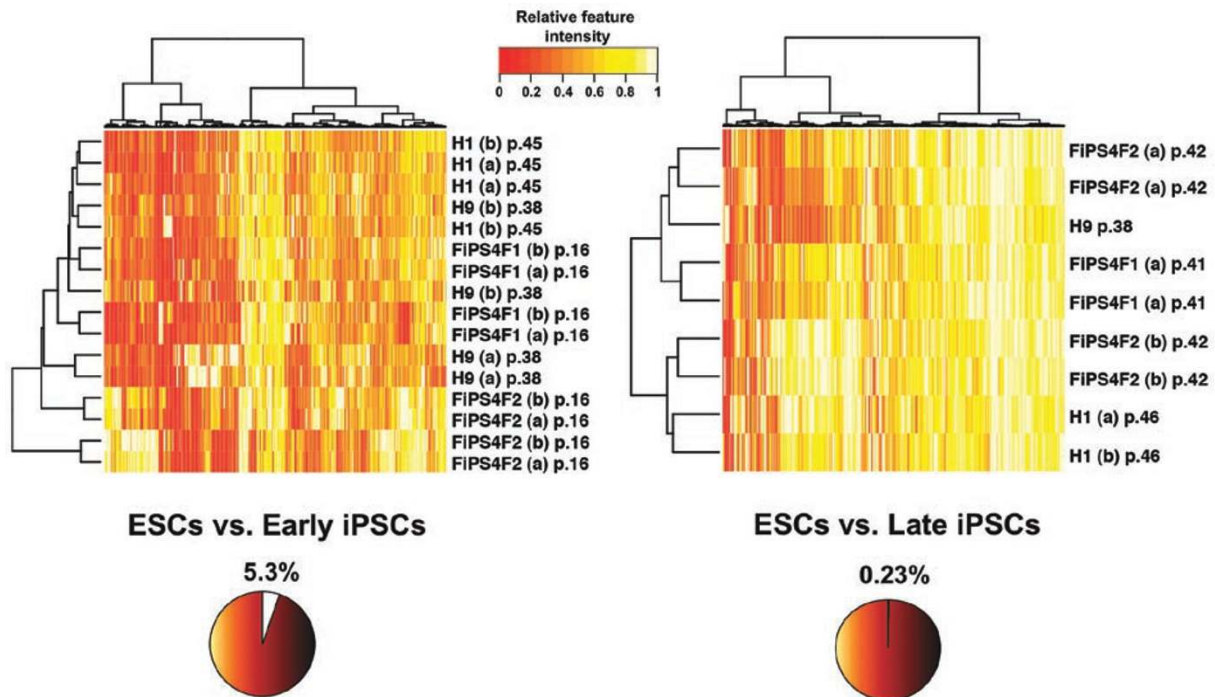 Relative feature
intensity
0 0.2 0.4 0.6 0.8 1
H1 (b) p.45
H1 (a) p.45
H1 (a) p.45
H9 (b) p.38
H1 (b) p.45
FiPS4F1 (b) p.16
FiPS4F1 (a) p.16
H9 (b) p.38
FiPS4F1 (b) p.16
FiPS4F1 (a) p.16
H9 (a) p.38
H9 (a) p.38
FiPS4F2 (b) p.16
FiPS4F2 (a) p.16
FiPS4F2 (b) p.16
FiPS4F2 (a) p.16
FiPS4F2 (a) p.42
FiPS4F2 (a) p.42
H9 p.38
FiPS4F1 (a) p.41
FiPS4F1 (a) p.41
FiPS4F2 (b) p.42
FiPS4F2 (b) p.42
H1 (a) p.46
H1 (b) p.46
ESCs vs. Early iPSCs
5.3%
ESCs vs. Late iPSCs
0.23%